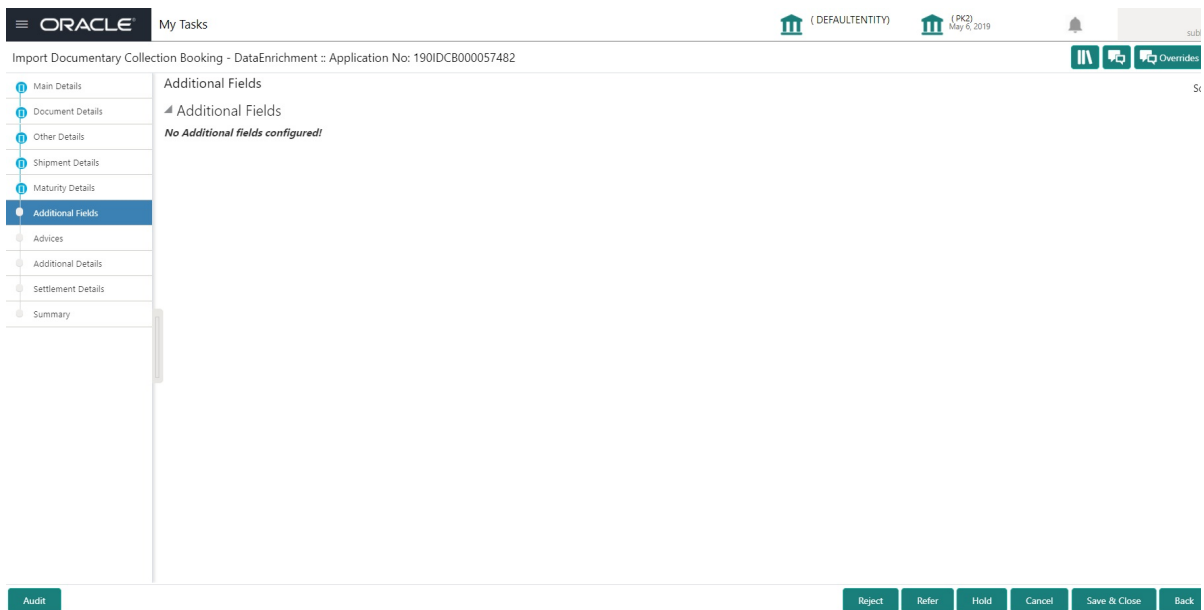 ORACLE®
My Tasks
( DEFAULTENTITY)
( PK2)
May 6, 2019
Import Documentary Collection Booking - DataEnrichment :: Application No: 190IDCB000057482
Overrides
Main Details
Document Details
Other Details
Shipment Details
Maturity Details
Additional Fields
Advices
Additional Details
Settlement Details
Summary
Additional Fields
Additional Fields
No Additional fields configured!
Audit
Reject
Refer
Hold
Cancel
Save & Close
Back